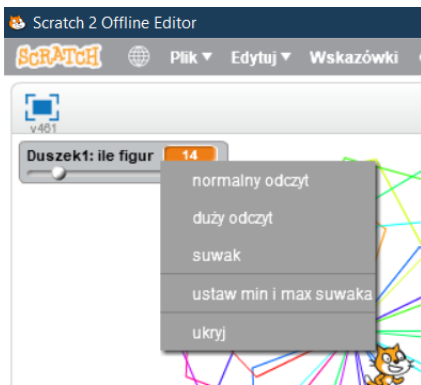 Scratch 2 Offline Editor
SCRATCH Plik Edytuj Wskazówki
v461
Duszek1: ile figur 14
normalny odczyt
duży odczyt
suwak
ustaw min i max suwaka
ukryj